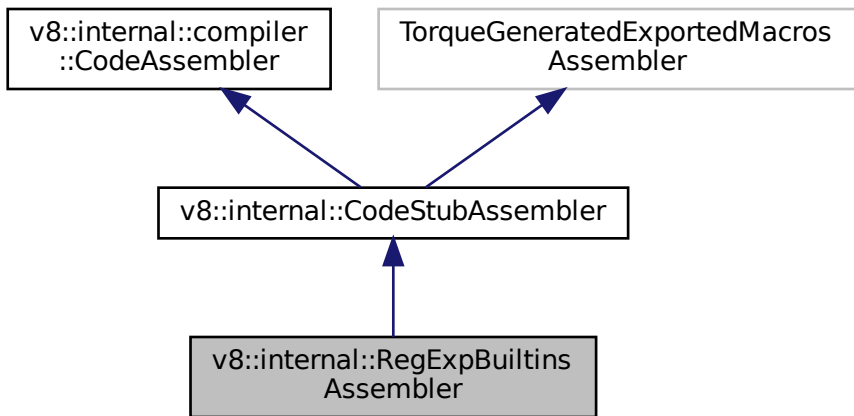 v8::internal::compiler
::CodeAssembler
TorqueGeneratedExportedMacros
Assembler
v8::internal::CodeStubAssembler
v8::internal::RegExpBuiltins
Assembler